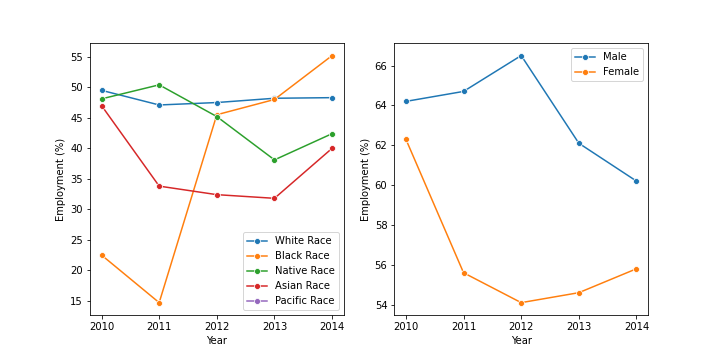 Employment (%)
55
50
45
40
35
30
25
20
15
2010 2011 2012 2013 2014
Year
White Race
Black Race
Native Race
Asian Race
Pacific Race
Employment (%)
66
64
62
60
58
56
54
2010 2011 2012 2013 2014
Year
Male
Female